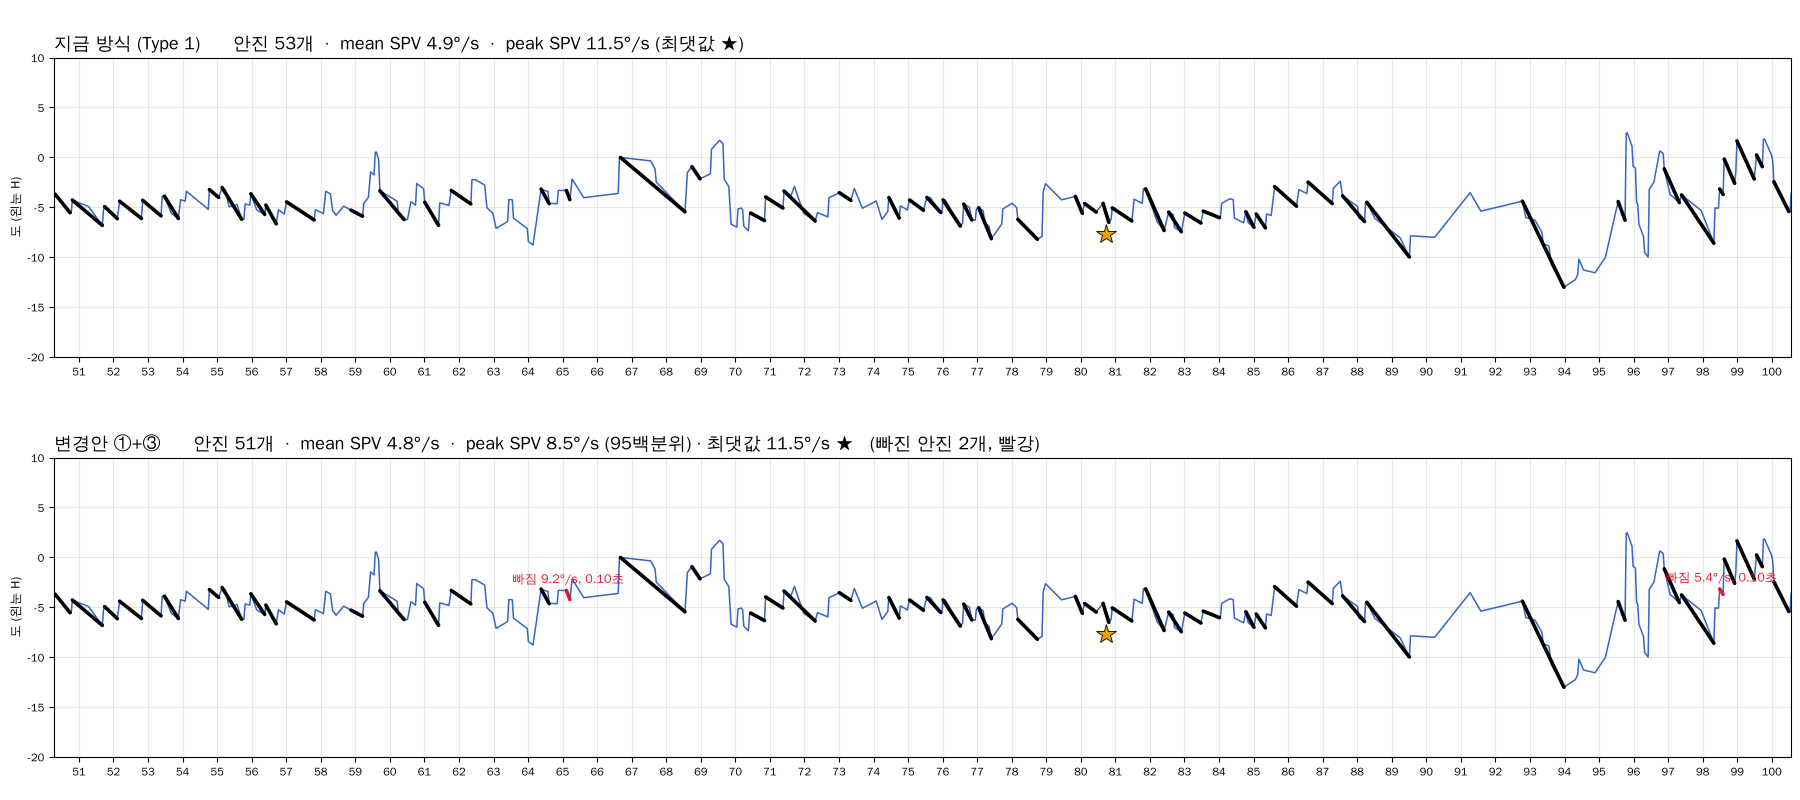 지금 방식 (Type 1) 안진 53개 · mean SPV 4.9°/s · peak SPV 11.5°/s (최댓값 ★)
10
5
0
-5
-10
-15
-20
도 (왼눈 H)
51 52 53 54 55 56 57 58 59 60 61 62 63 64 65 66 67 68 69 70 71 72 73 74 75 76 77 78 79 80 81 82 83 84 85 86 87 88 89 90 91 92 93 94 95 96 97 98 99 100
변경안 ①+③ 안진 51개 · mean SPV 4.8°/s · peak SPV 8.5°/s (95백분위) · 최댓값 11.5°/s ★ (빠진 안진 2개, 빨강)
10
5
0
-5
-10
-15
-20
도 (왼눈 H)
빠짐 9.2°/s, 0.10초
빠짐 5.4°/s, 0.10초
51 52 53 54 55 56 57 58 59 60 61 62 63 64 65 66 67 68 69 70 71 72 73 74 75 76 77 78 79 80 81 82 83 84 85 86 87 88 89 90 91 92 93 94 95 96 97 98 99 100